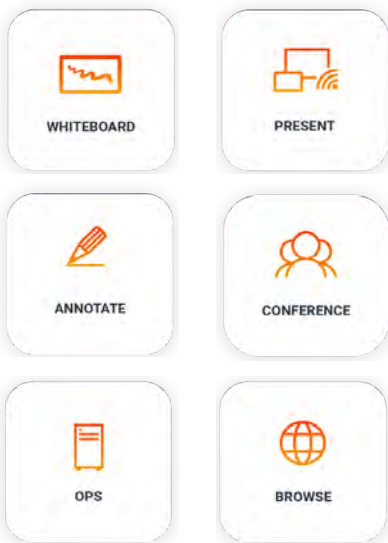 WHITEBOARD
PRESENT
ANNOTATE
CONFERENCE
OPS
BROWSE